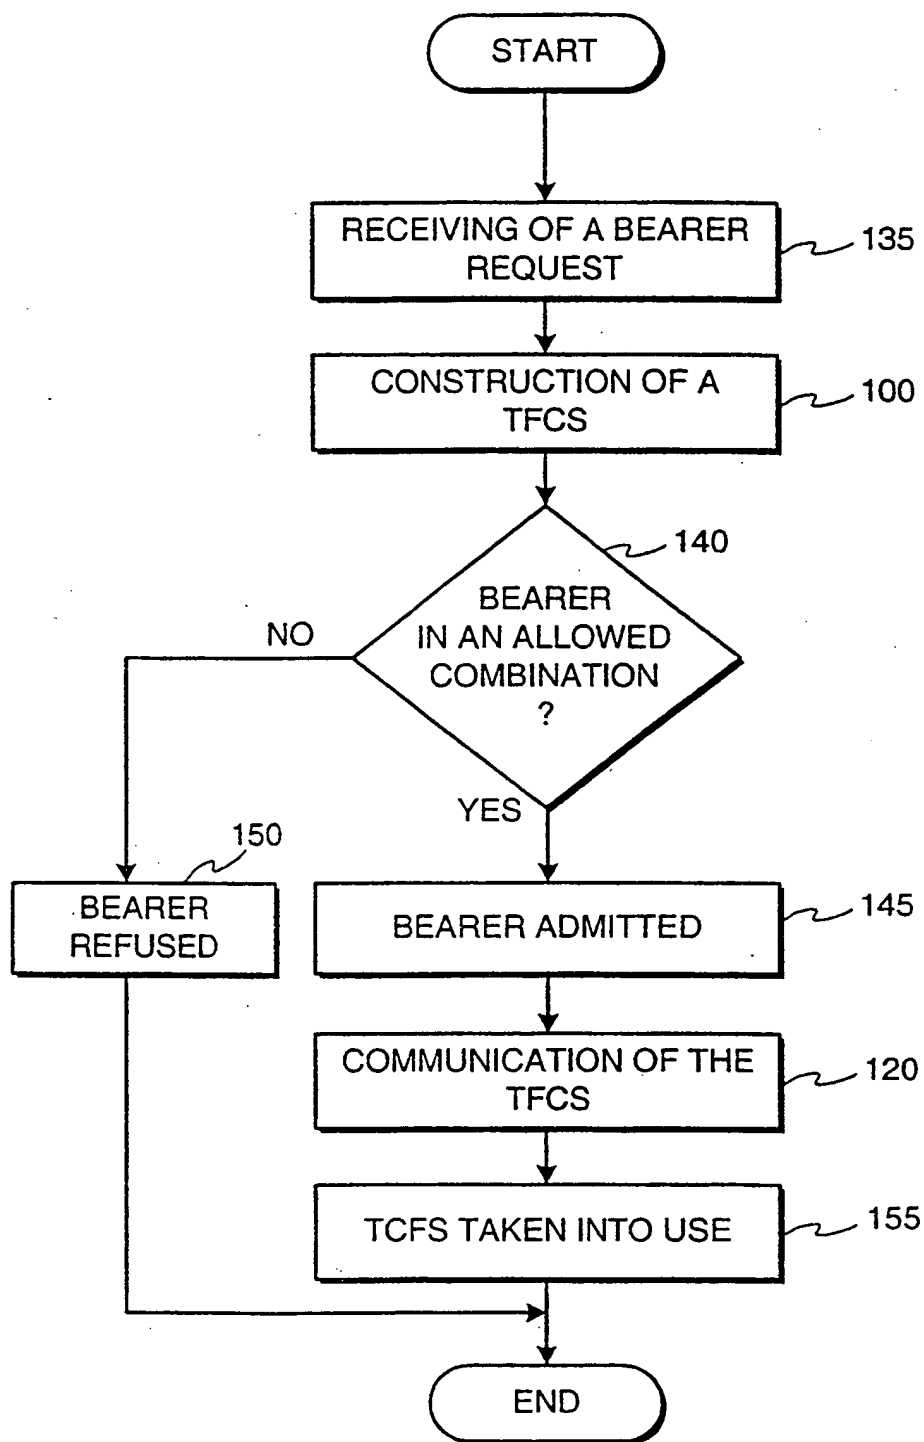 START
RECEIVING OF A BEARER
REQUEST
135
CONSTRUCTION OF A
TFCS
100
140
BEARER
IN AN ALLOWED
COMBINATION
?
NO
YES
150
BEARER
REFUSED
BEARER ADMITTED
145
COMMUNICATION OF THE
TFCS
120
TCFS TAKEN INTO USE
155
END